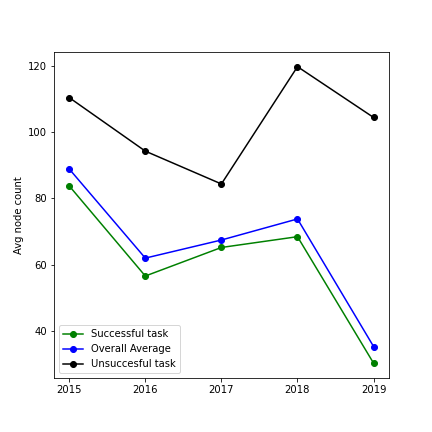 120
100
80
60
40
Avg node count
Successful task
Overall Average
Unsuccesful task
2015 2016 2017 2018 2019